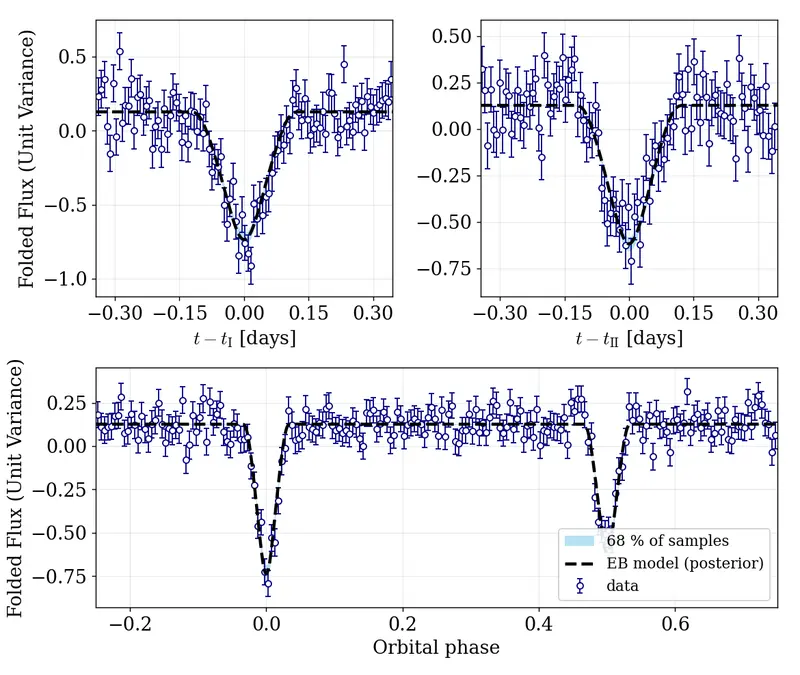 Folded Flux (Unit Variance)
0.5
0.0
−0.5
−1.0
−0.30 −0.15 0.00 0.15 0.30
t − tI [days]
0.50
0.25
0.00
−0.25
−0.50
−0.75
−0.30 −0.15 0.00 0.15 0.30
t − tII [days]
Folded Flux (Unit Variance)
0.25
0.00
−0.25
−0.50
−0.75
68 % of samples
EB model (posterior)
data
−0.2 0.0 0.2 0.4 0.6
Orbital phase